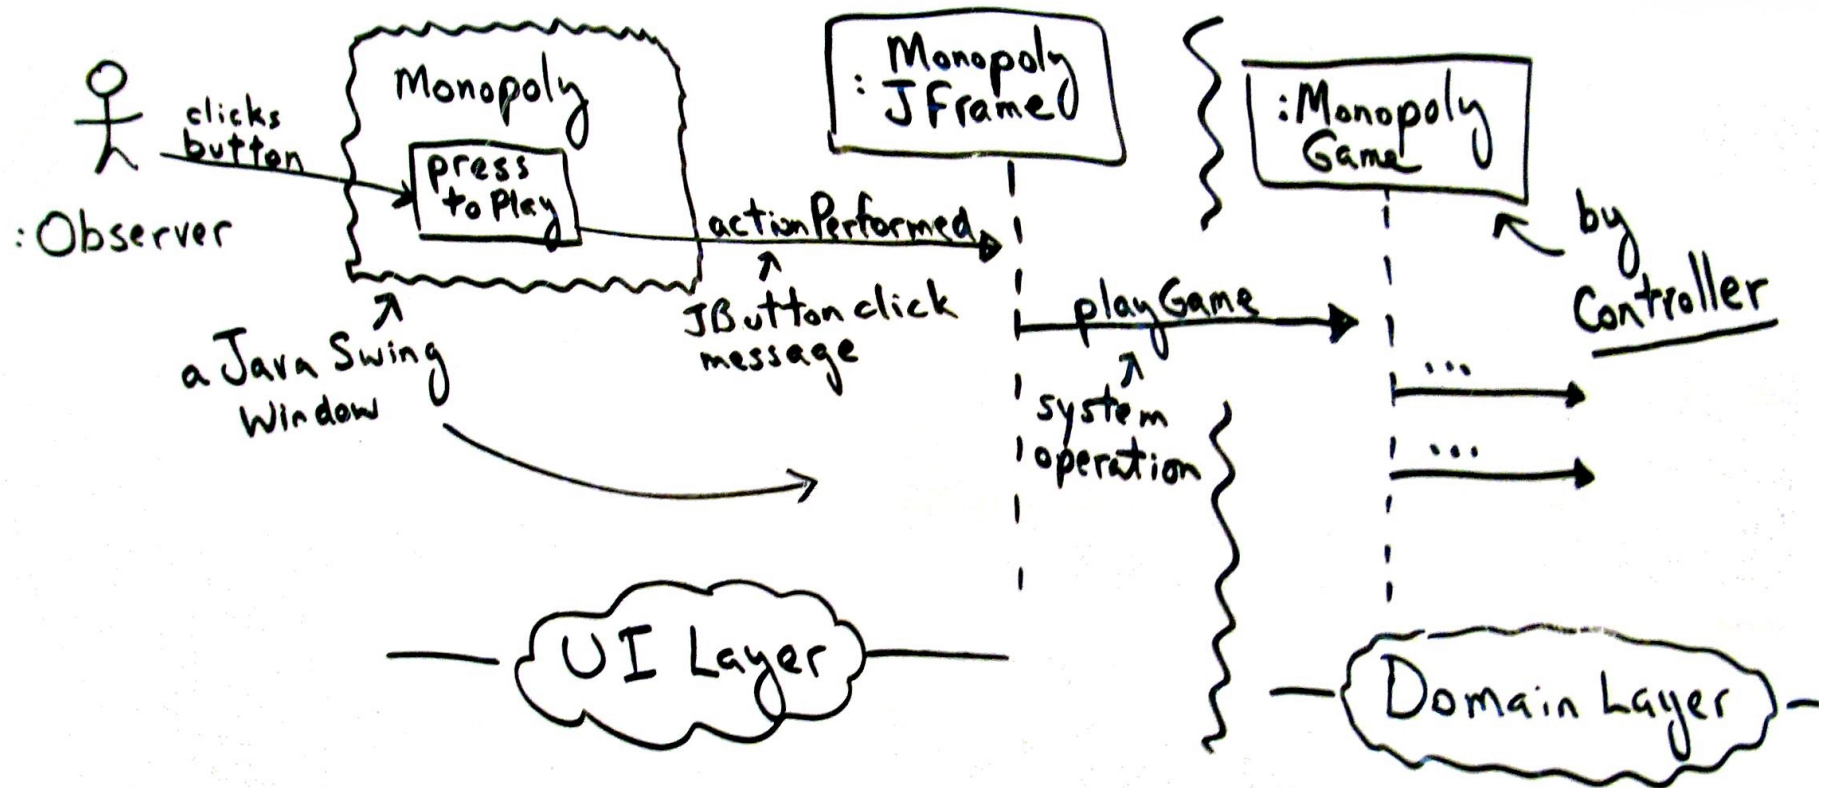 clicks
button
: Observer
Monopoly
press
to Play
a Java Swing
Window
actionPerformed
JButton click
message
Monopoly
: JFrame
playGame
system
operation
:Monopoly
Game
by
Controller
...
...
UI Layer
Domain Layer